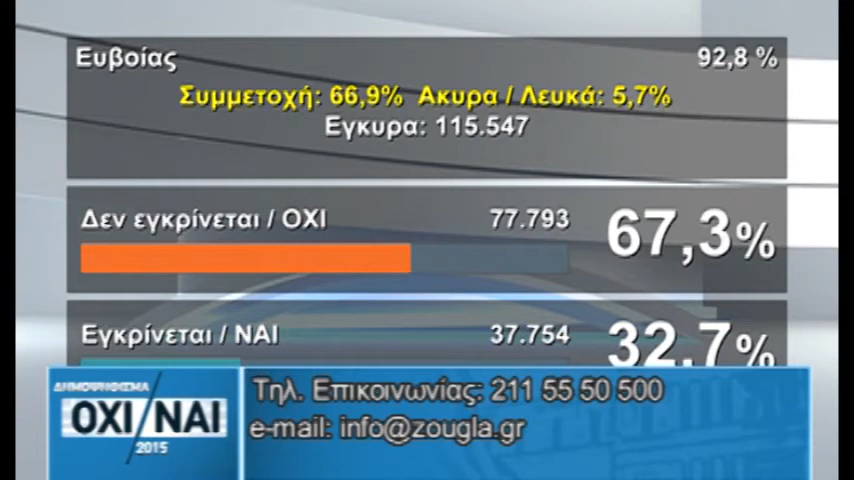 Ευβοίας 92,8 %
Συμμετοχή: 66,9% Ακυρα / Λευκά: 5,7%
Εγκυρα: 115.547
Δεν εγκρίνεται / ΟΧΙ 77.793 67,3%
Εγκρίνεται / ΝΑΙ 37.754 32,7%
ΔΗΜΟΨΗΦΙΣΜΑ
ΟΧΙ/ΝΑΙ
2015
Τηλ. Επικοινωνίας: 211 55 50 500
e-mail: info@zougla.gr